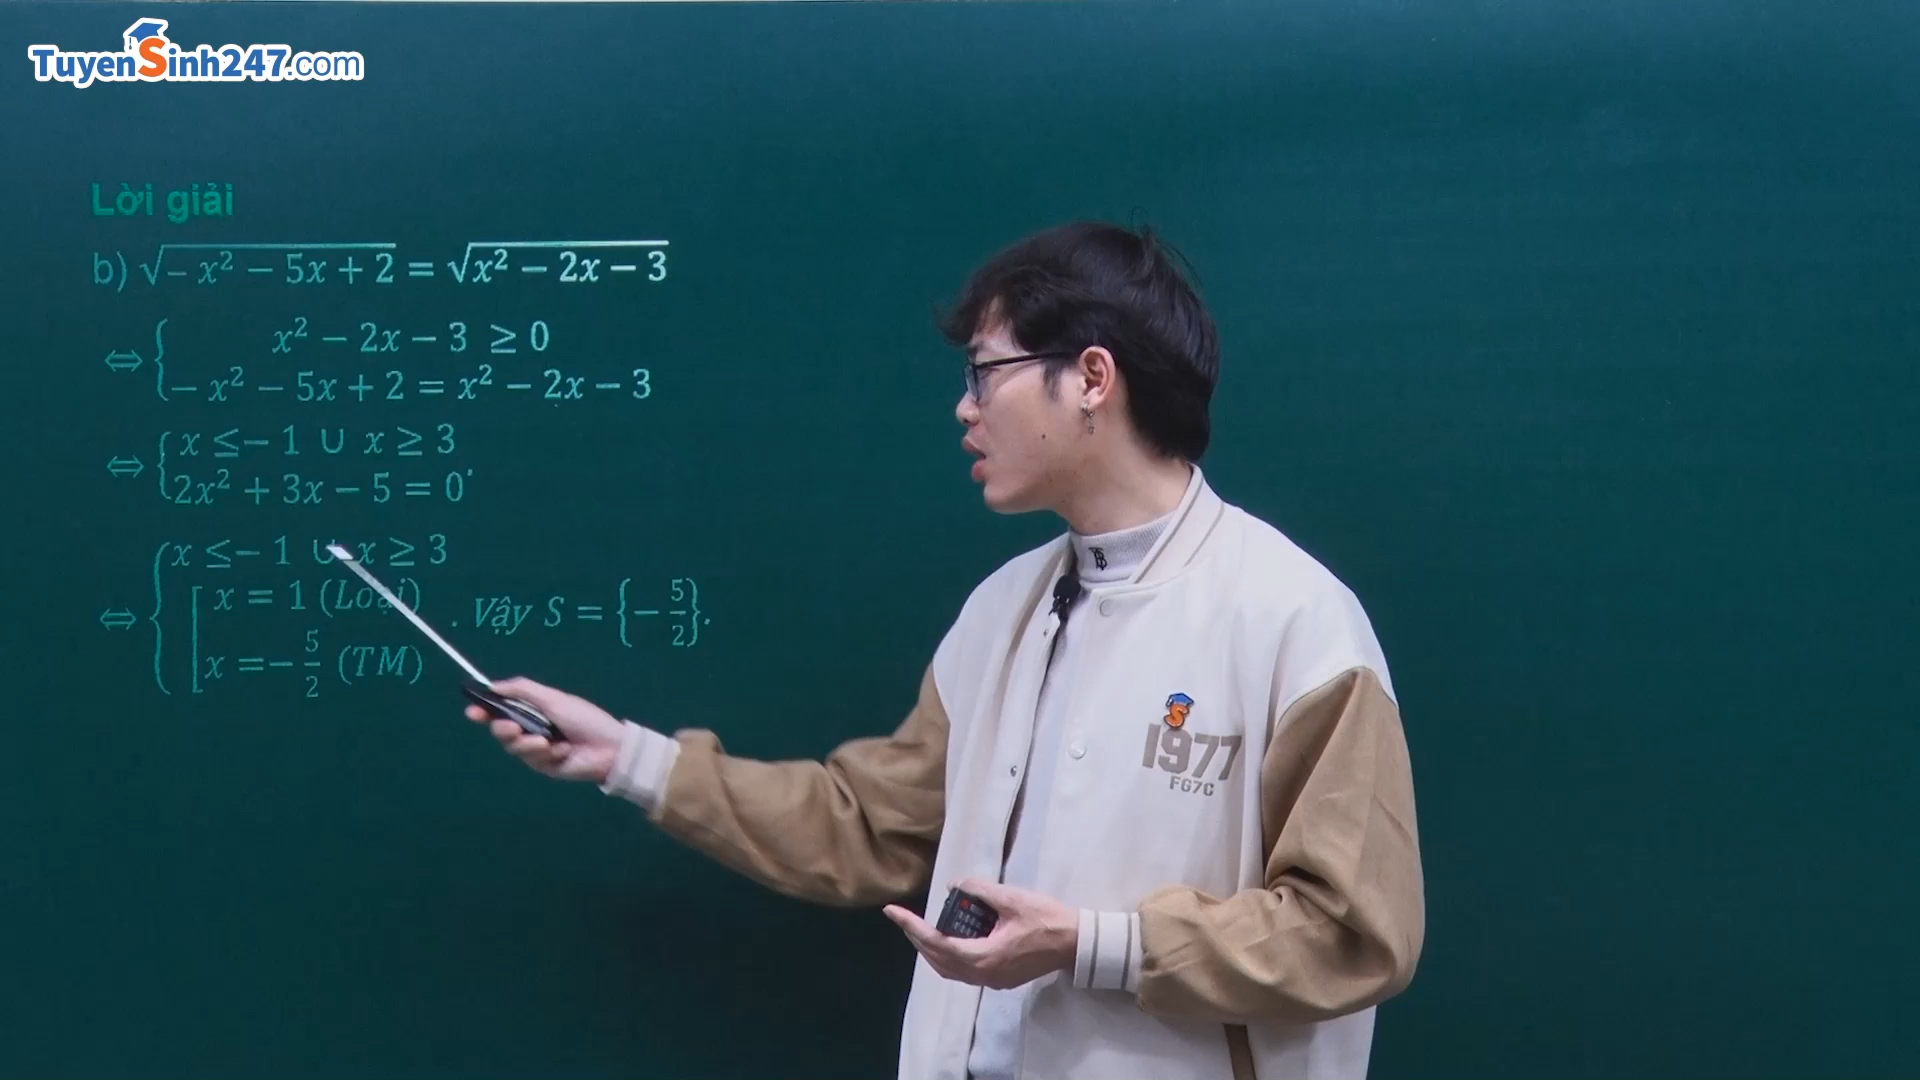 TuyenSinh247.com
Lời giải
b) √(− x² − 5x + 2) = √(x² − 2x − 3)
⇔ { x² − 2x − 3 ≥ 0
− x² − 5x + 2 = x² − 2x − 3
⇔ { x ≤ − 1 ∪ x ≥ 3
2x² + 3x − 5 = 0 .
⇔ { x ≤ − 1 ∪ x ≥ 3
[ x = 1 (Loại)
x = − 5/2 (TM)
. Vậy S = {− 5/2}.
S
1977
FG7C